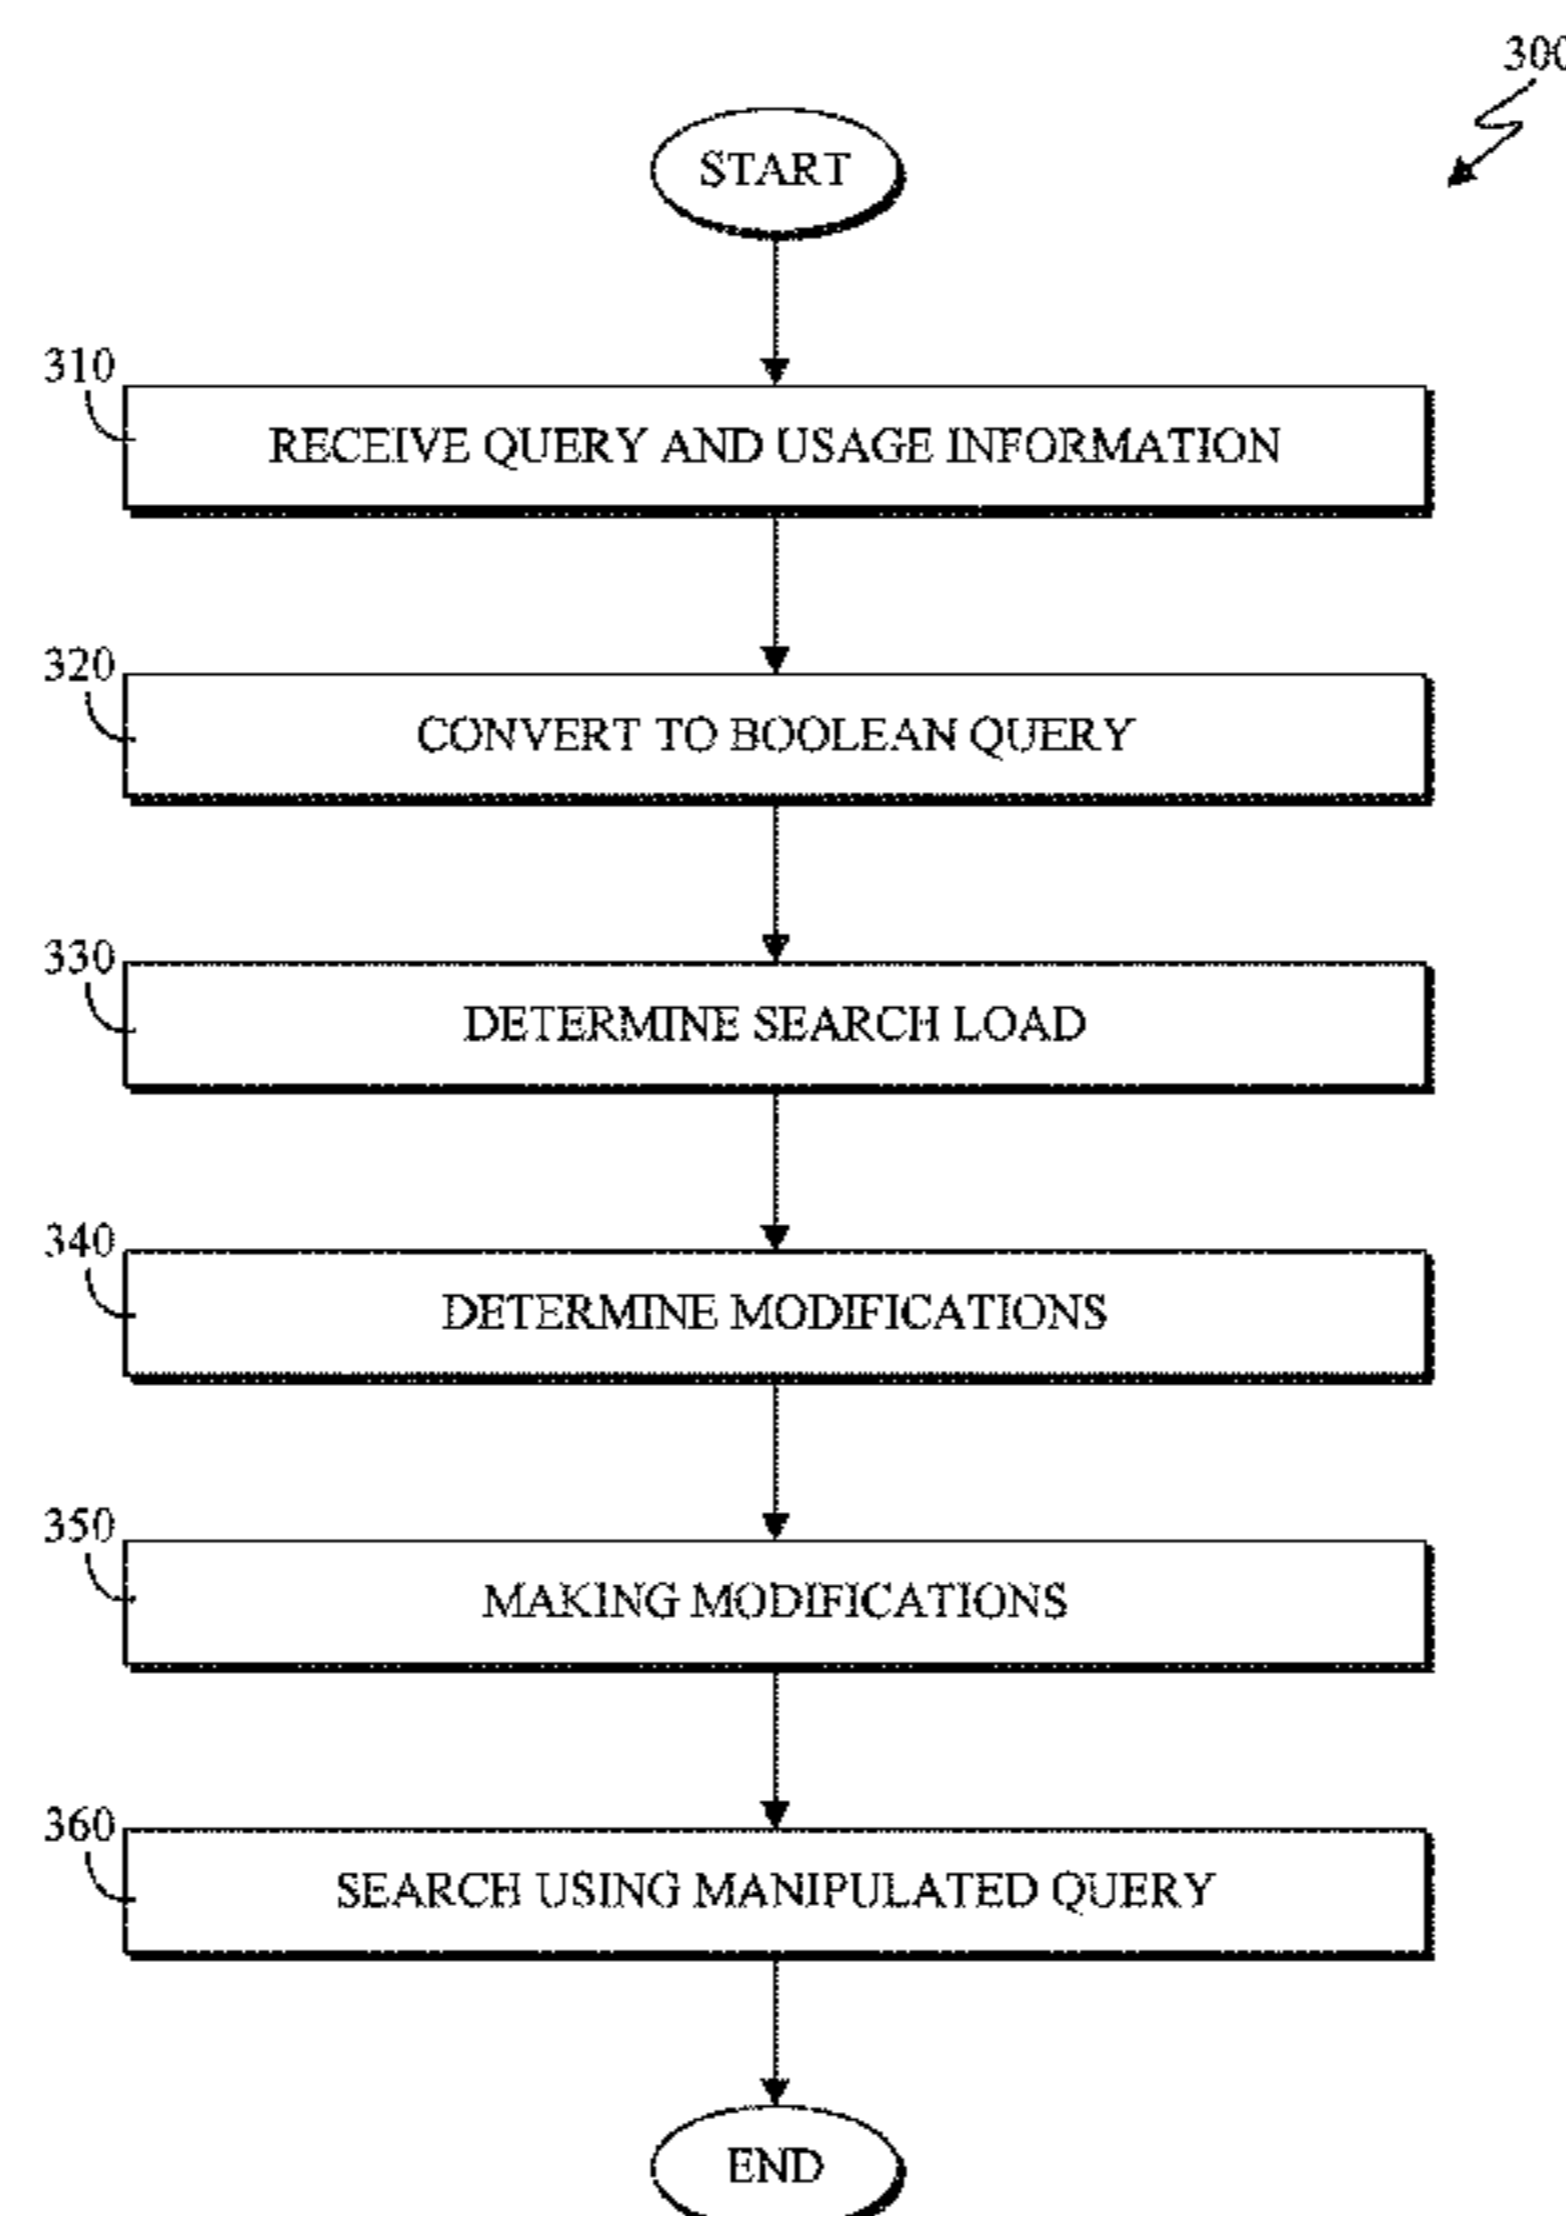 300
START
310
RECEIVE QUERY AND USAGE INFORMATION
320
CONVERT TO BOOLEAN QUERY
330
DETERMINE SEARCH LOAD
340
DETERMINE MODIFICATIONS
350
MAKING MODIFICATIONS
360
SEARCH USING MANIPULATED QUERY
END